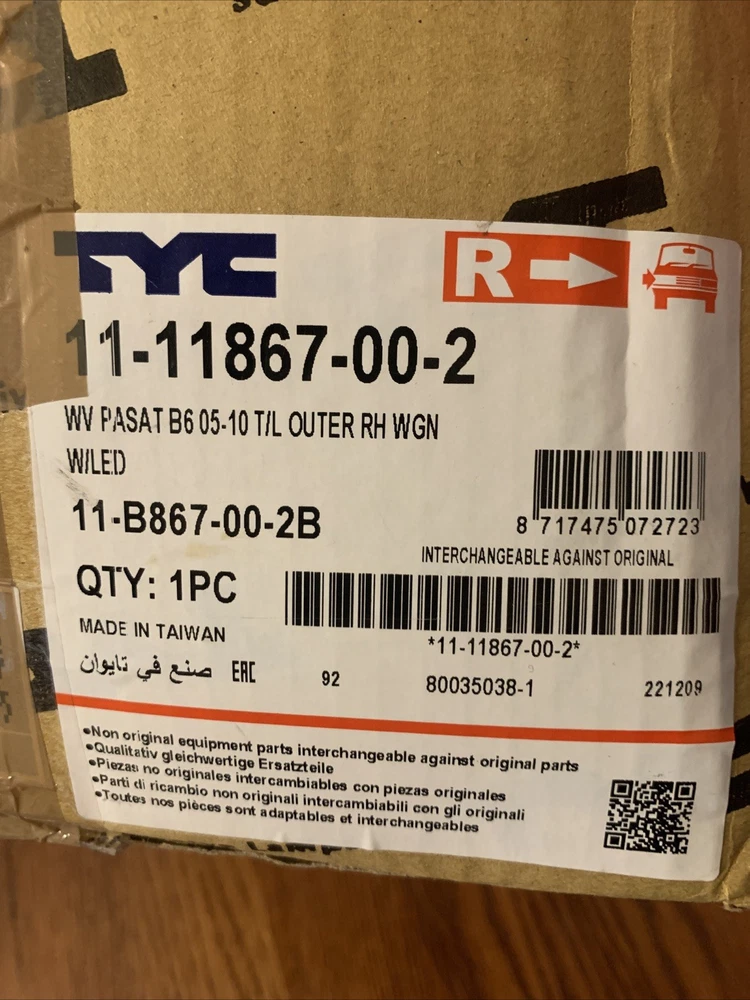 TYC
R
11-11867-00-2
WV PASAT B6 05-10 T/L OUTER RH WGN
W/LED
11-B867-00-2B
8 717475 072723
INTERCHANGEABLE AGAINST ORIGINAL
QTY: 1PC
*11-11867-00-2*
MADE IN TAIWAN
صنع في تايوان EAC 92 80035038-1 221209
•Non original equipment parts interchangeable against original parts
•Qualitativ gleichwertige Ersatzteile
•Piezas no originales intercambiables con piezas originales
•Parti di ricambio non originali intercambiabili con gli originali
•Toutes nos pièces sont adaptables et interchangeables